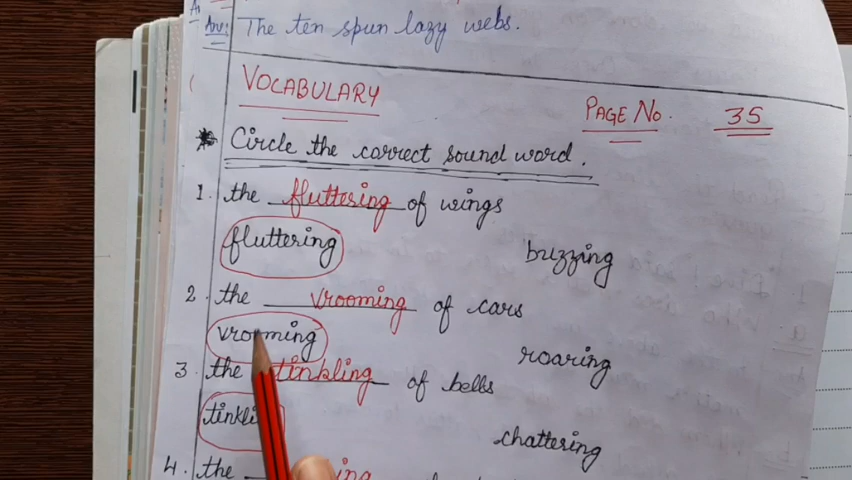 Ans: The ten spun lazy webs.
VOCABULARY
PAGE No. 35
* Circle the correct sound word.
1. the fluttering of wings
fluttering buzzing
2. the vrooming of cars
vrooming roaring
3. the tinkling of bells
chattering
4. the